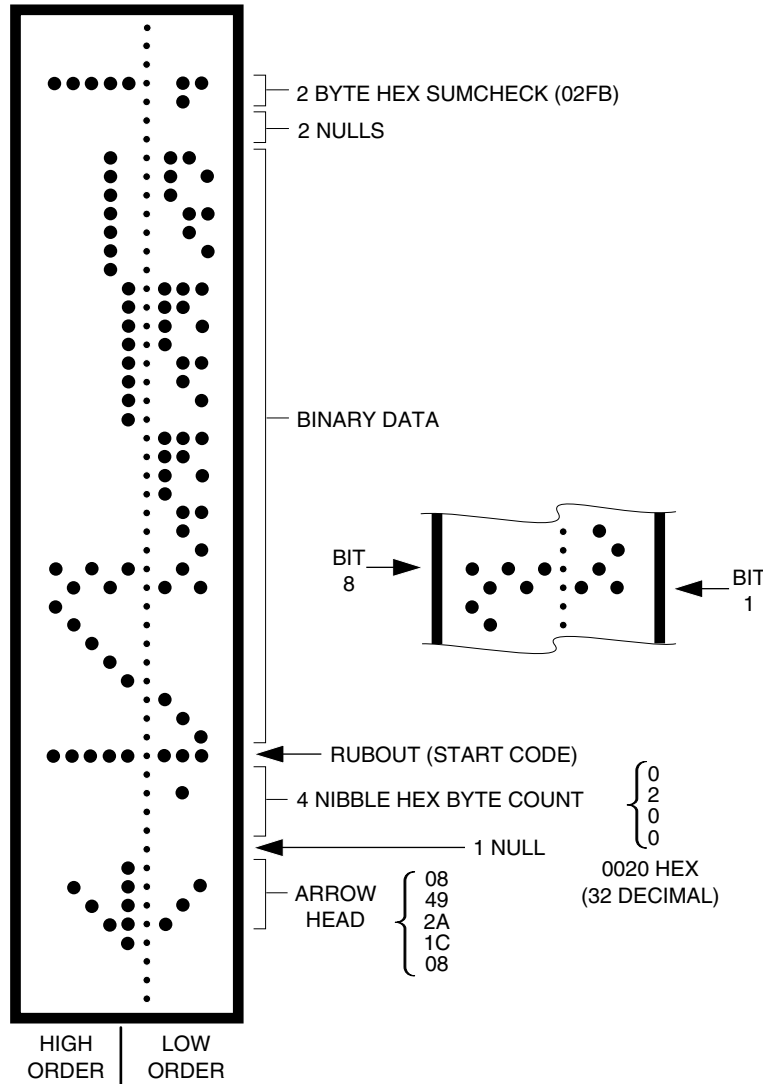 2 BYTE HEX SUMCHECK (02FB)
2 NULLS
BINARY DATA
BIT
8
BIT
1
RUBOUT (START CODE)
4 NIBBLE HEX BYTE COUNT
0
2
0
0
0020 HEX
(32 DECIMAL)
1 NULL
ARROW
HEAD
08
49
2A
1C
08
HIGH
ORDER
LOW
ORDER